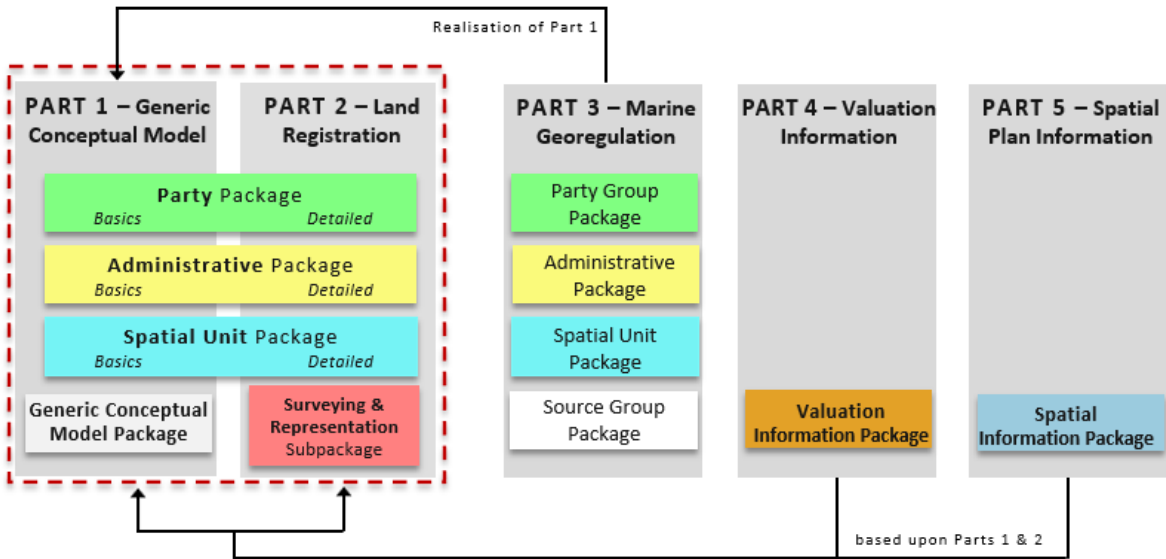 Realisation of Part 1
PART 1 – Generic
Conceptual Model
PART 2 – Land
Registration
PART 3 – Marine
Georegulation
PART 4 – Valuation
Information
PART 5 – Spatial
Plan Information
Party Package
Basics
Detailed
Administrative Package
Basics
Detailed
Spatial Unit Package
Basics
Detailed
Generic Conceptual
Model Package
Surveying &
Representation
Subpackage
Party Group
Package
Administrative
Package
Spatial Unit
Package
Source Group
Package
Valuation
Information Package
Spatial
Information Package
based upon Parts 1 & 2